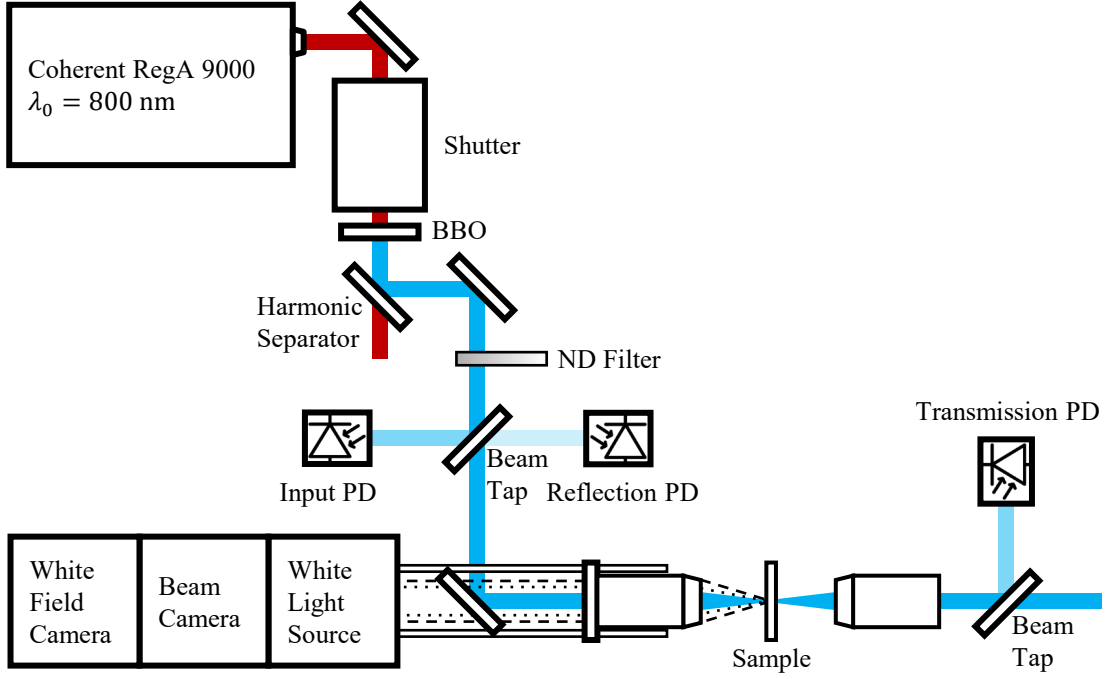 Coherent RegA 9000
λ₀ = 800 nm
Shutter
BBO
Harmonic
Separator
ND Filter
Transmission PD
Beam
Tap
Input PD
Reflection PD
White
Field
Camera
Beam
Camera
White
Light
Source
Sample
Beam
Tap